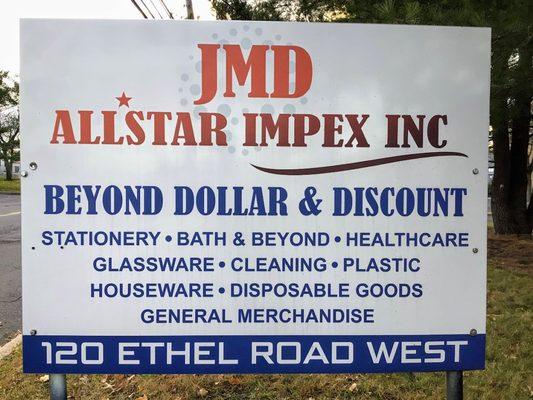 JMD
ALLSTAR IMPEX INC
BEYOND DOLLAR & DISCOUNT
STATIONERY • BATH & BEYOND • HEALTHCARE
GLASSWARE • CLEANING • PLASTIC
HOUSEWARE • DISPOSABLE GOODS
GENERAL MERCHANDISE
120 ETHEL ROAD WEST